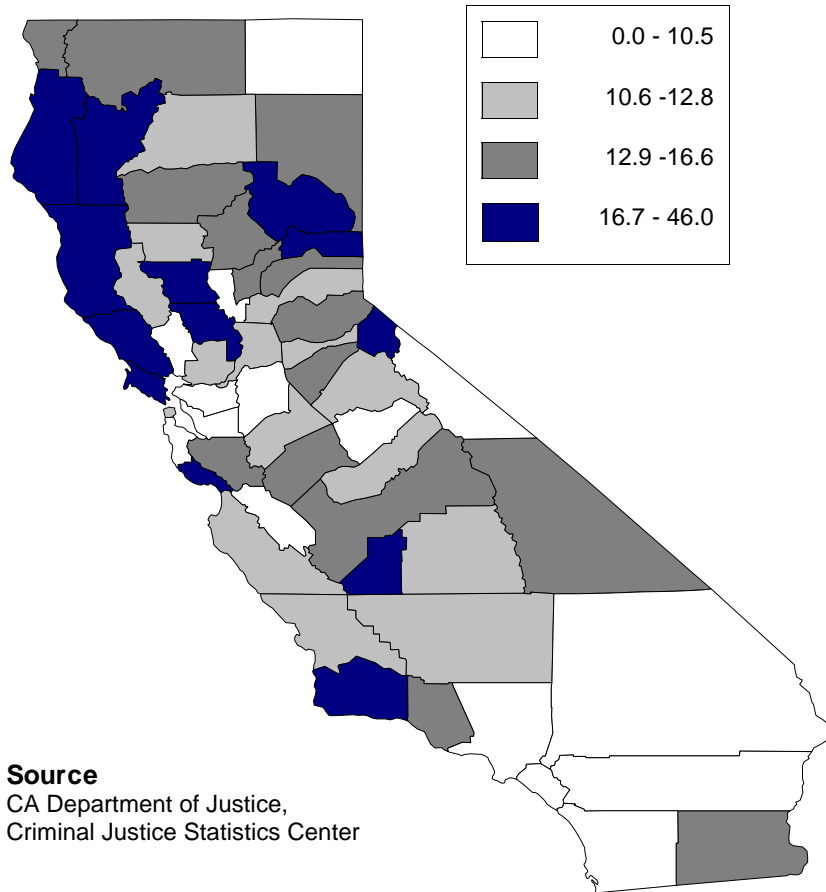 0.0 - 10.5
10.6 -12.8
12.9 -16.6
16.7 - 46.0
Source
CA Department of Justice,
Criminal Justice Statistics Center